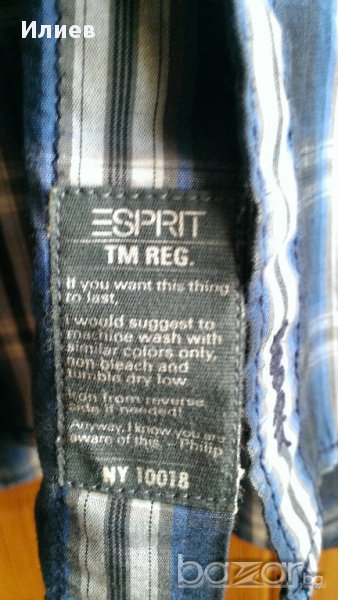 Илиев
ESPRIT
TM REG.
If you want this thing
to last,
I would suggest to
machine wash with
similar colors only,
non bleach and
tumble dry low
Iron from reverse
side if needed!
Anyway, I know you are
aware of this - Philip
NY 10018
bazar.bg